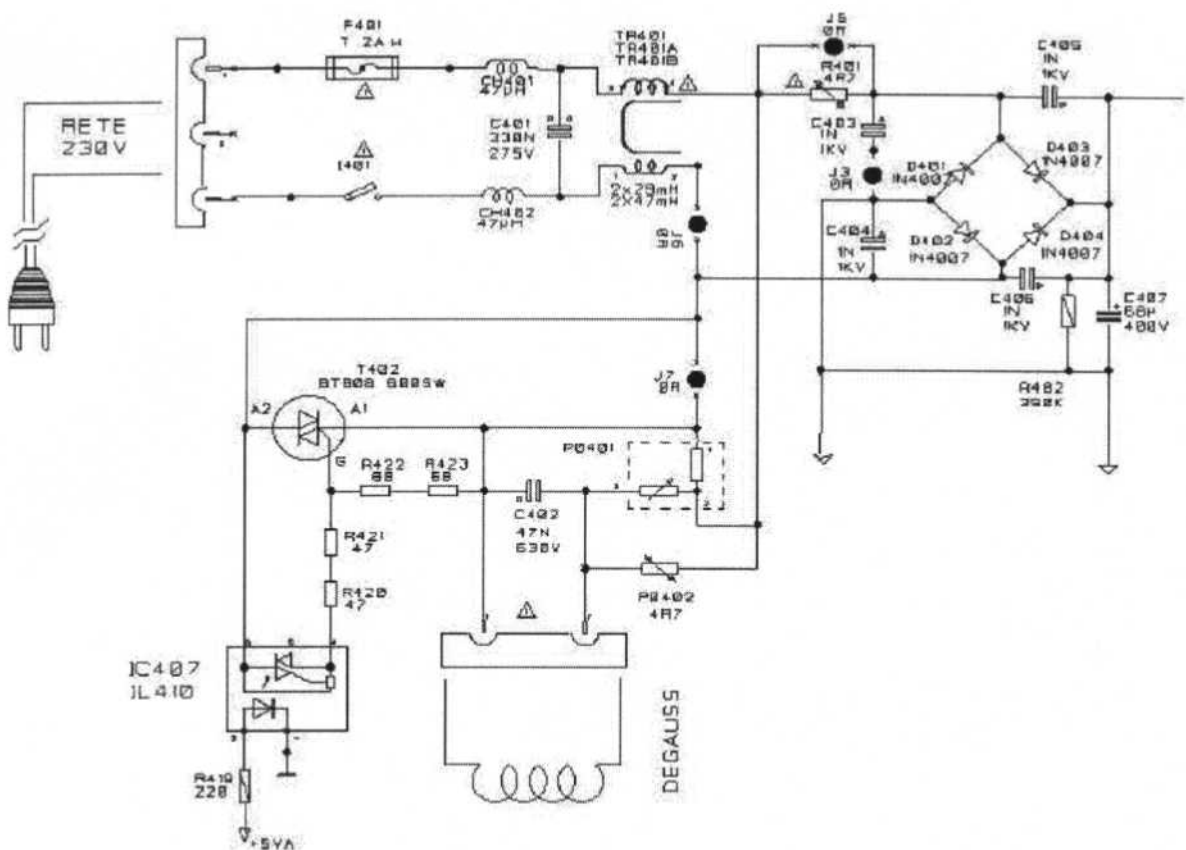 RETE
230V
F401
T 2A H
CH401
47µH
C401
330N
275V
I401
CH402
47µH
TR401
TR401A
TR401B
2x29mH
2x47mH
J6
0R
J5
0R
R401
4R7
C403
1N
1KV
J3
0R
C404
1N
1KV
C405
1N
1KV
D401
1N4007
D403
1N4007
D402
1N4007
D404
1N4007
C406
1N
1KV
C407
68µ
400V
R402
390K
T402
BT808 600SW
A2
A1
G
J7
0R
P0401
R422
68
R423
68
C402
47N
630V
R421
47
R420
47
P0402
4R7
IC407
IL410
R419
220
+5VA
DEGAUSS